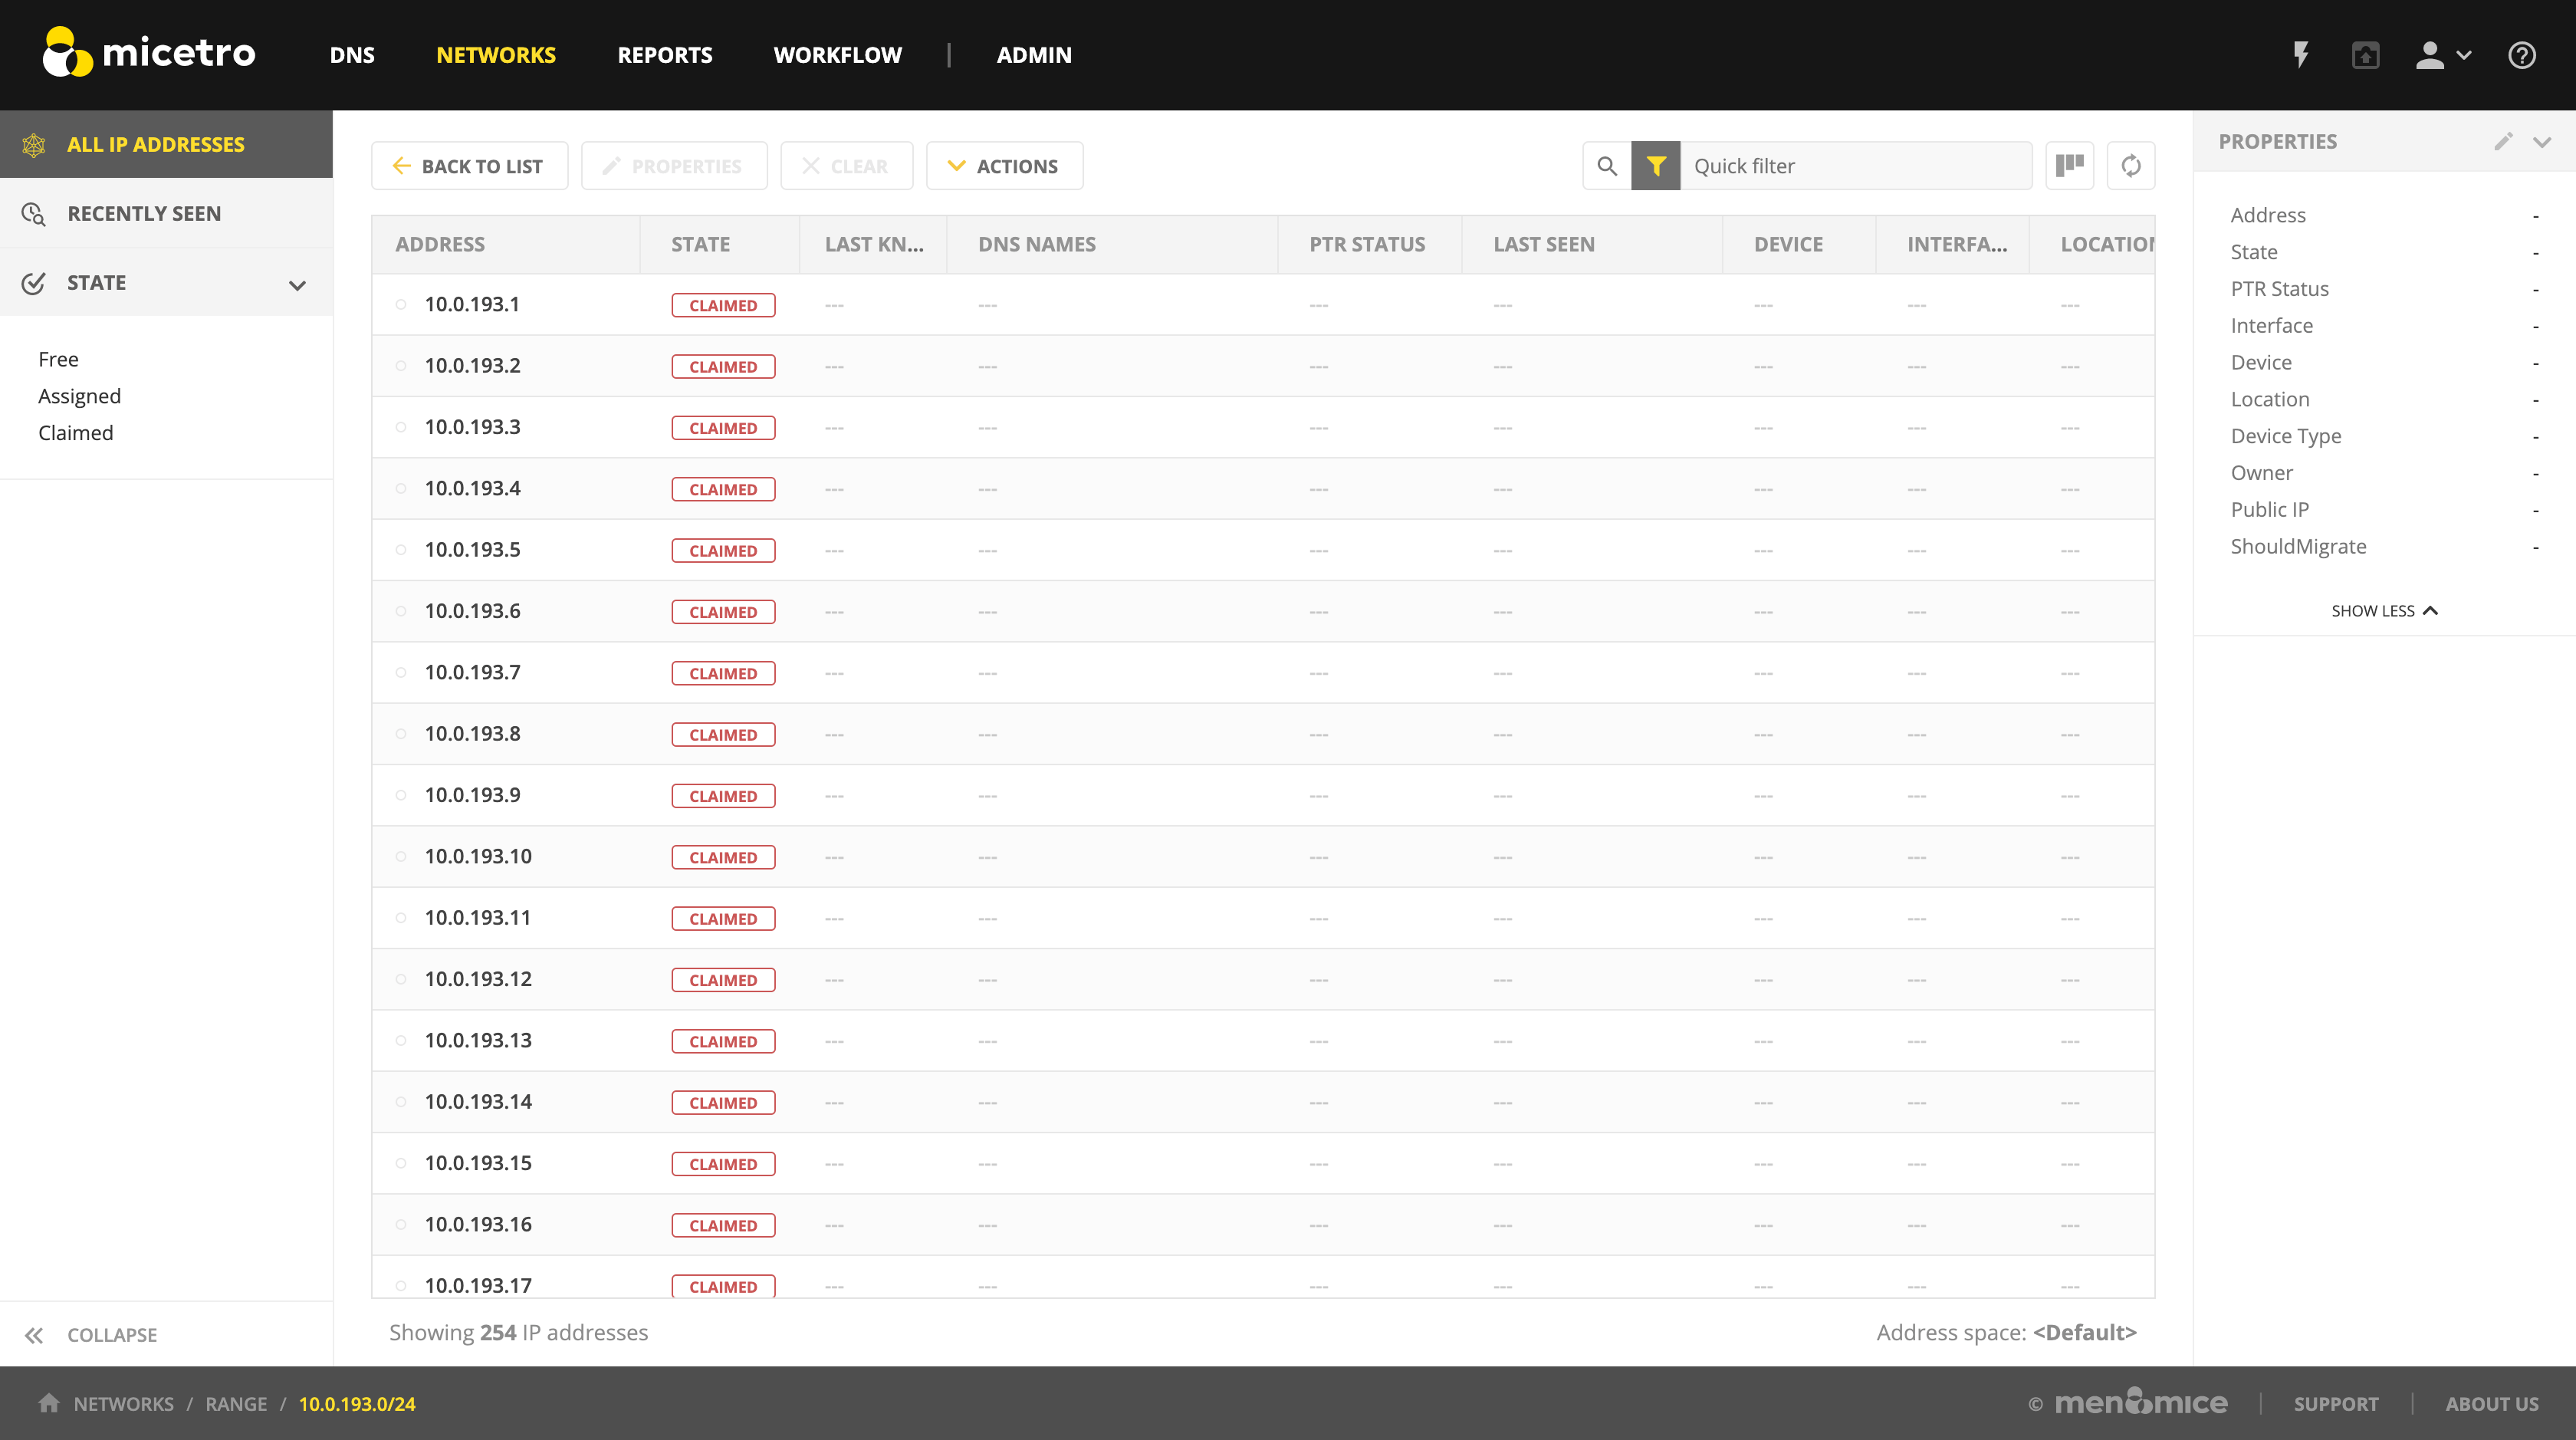 micetro DNS NETWORKS REPORTS WORKFLOW | ADMIN
ALL IP ADDRESSES
RECENTLY SEEN
STATE
Free
Assigned
Claimed
COLLAPSE
BACK TO LIST PROPERTIES CLEAR ACTIONS Quick filter
ADDRESS STATE LAST KN... DNS NAMES PTR STATUS LAST SEEN DEVICE INTERFA... LOCATION
10.0.193.1 CLAIMED --- --- --- --- --- --- ---
10.0.193.2 CLAIMED --- --- --- --- --- --- ---
10.0.193.3 CLAIMED --- --- --- --- --- --- ---
10.0.193.4 CLAIMED --- --- --- --- --- --- ---
10.0.193.5 CLAIMED --- --- --- --- --- --- ---
10.0.193.6 CLAIMED --- --- --- --- --- --- ---
10.0.193.7 CLAIMED --- --- --- --- --- --- ---
10.0.193.8 CLAIMED --- --- --- --- --- --- ---
10.0.193.9 CLAIMED --- --- --- --- --- --- ---
10.0.193.10 CLAIMED --- --- --- --- --- --- ---
10.0.193.11 CLAIMED --- --- --- --- --- --- ---
10.0.193.12 CLAIMED --- --- --- --- --- --- ---
10.0.193.13 CLAIMED --- --- --- --- --- --- ---
10.0.193.14 CLAIMED --- --- --- --- --- --- ---
10.0.193.15 CLAIMED --- --- --- --- --- --- ---
10.0.193.16 CLAIMED --- --- --- --- --- --- ---
10.0.193.17 CLAIMED --- --- --- --- --- --- ---
Showing 254 IP addresses Address space: <Default>
PROPERTIES
Address -
State -
PTR Status -
Interface -
Device -
Location -
Device Type -
Owner -
Public IP -
ShouldMigrate -
SHOW LESS
NETWORKS / RANGE / 10.0.193.0/24 © men&mice | SUPPORT | ABOUT US